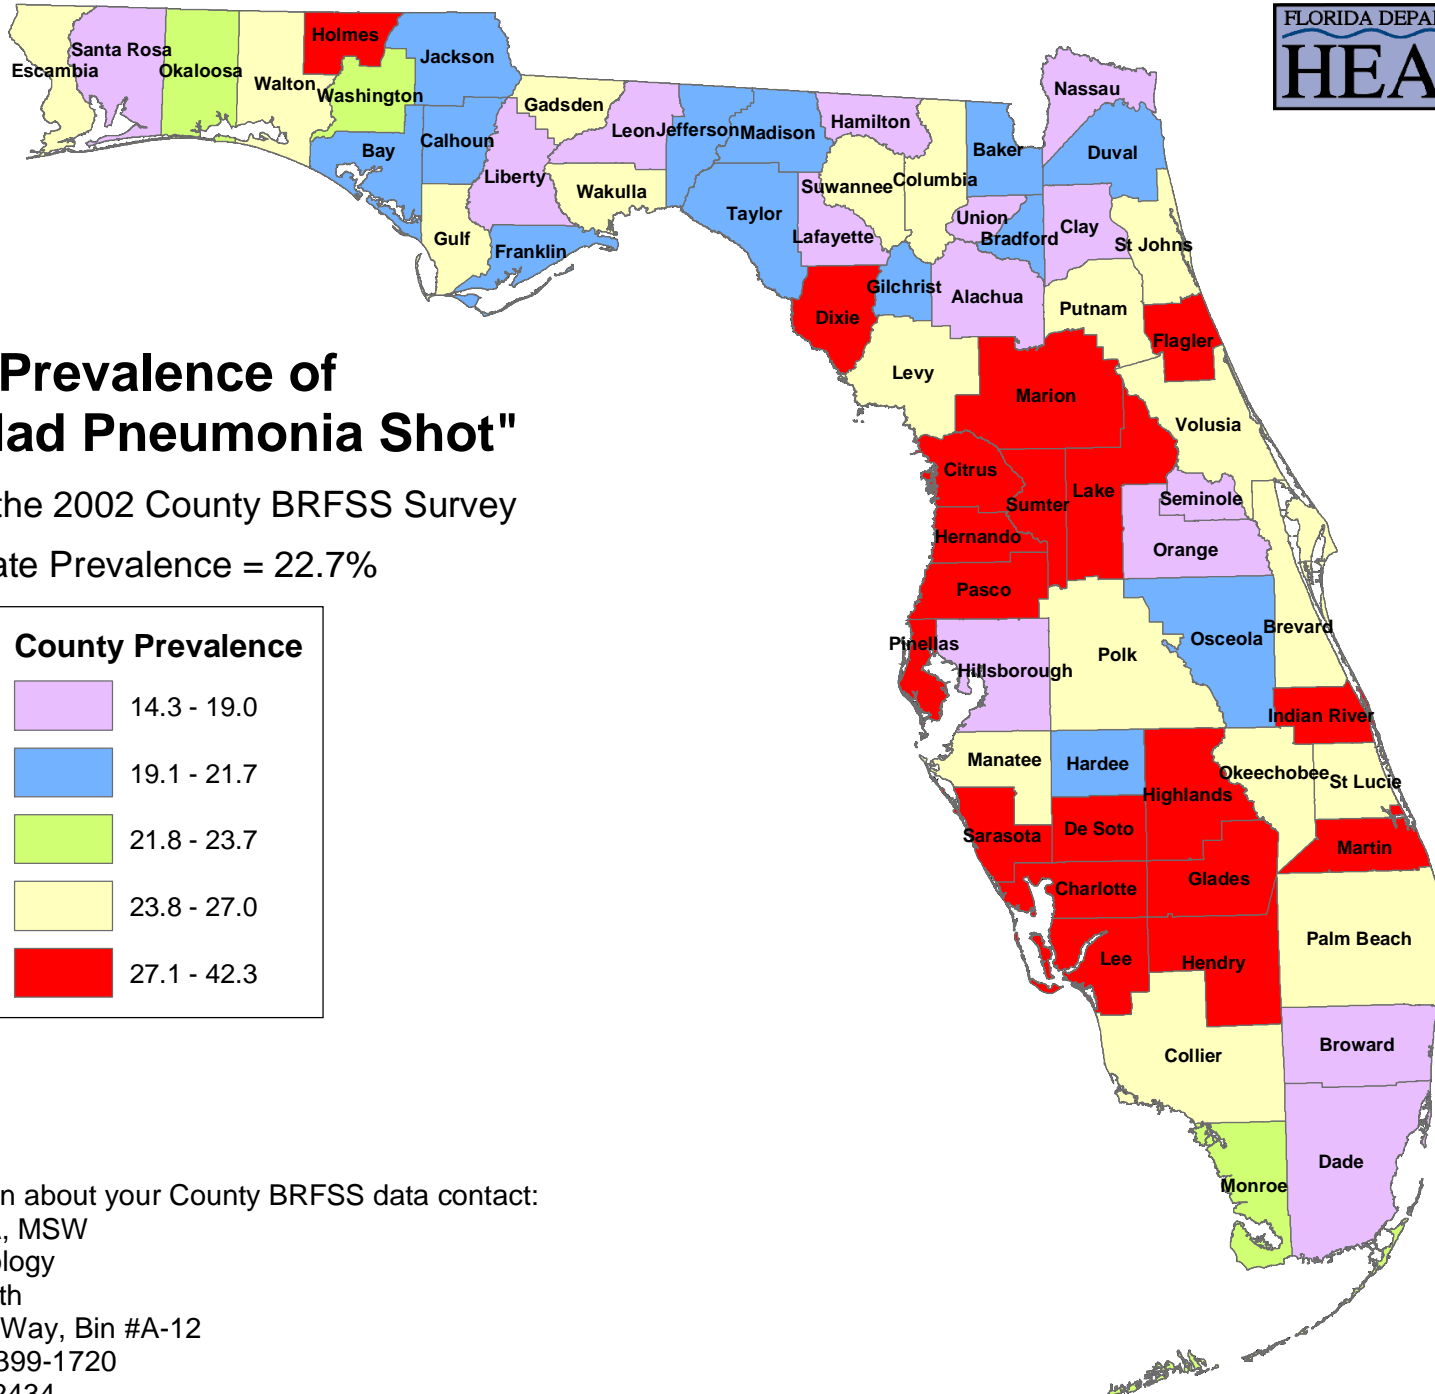 FLORIDA DEPA
HEA
Holmes
Jackson
Santa Rosa
Escambia
Okaloosa
Walton
Washington
Nassau
Gadsden
Leon
Jefferson
Madison
Hamilton
Calhoun
Bay
Baker
Duval
Liberty
Wakulla
Suwannee
Columbia
Taylor
Union
Lafayette
Bradford
Clay
St Johns
Gulf
Franklin
Gilchrist
Alachua
Putnam
Dixie
Flagler
Prevalence of
Had Pneumonia Shot"
the 2002 County BRFSS Survey
ate Prevalence = 22.7%
Levy
Marion
Volusia
Citrus
Sumter
Lake
Seminole
Hernando
Orange
Pasco
Brevard
Pinellas
Hillsborough
Polk
Osceola
Indian River
Manatee
Hardee
Okeechobee
St Lucie
Highlands
Sarasota
De Soto
Martin
Charlotte
Glades
Lee
Hendry
Palm Beach
Collier
Broward
Dade
Monroe
County Prevalence
14.3 - 19.0
19.1 - 21.7
21.8 - 23.7
23.8 - 27.0
27.1 - 42.3
n about your County BRFSS data contact:
, MSW
ology
th
Way, Bin #A-12
399-1720
2434